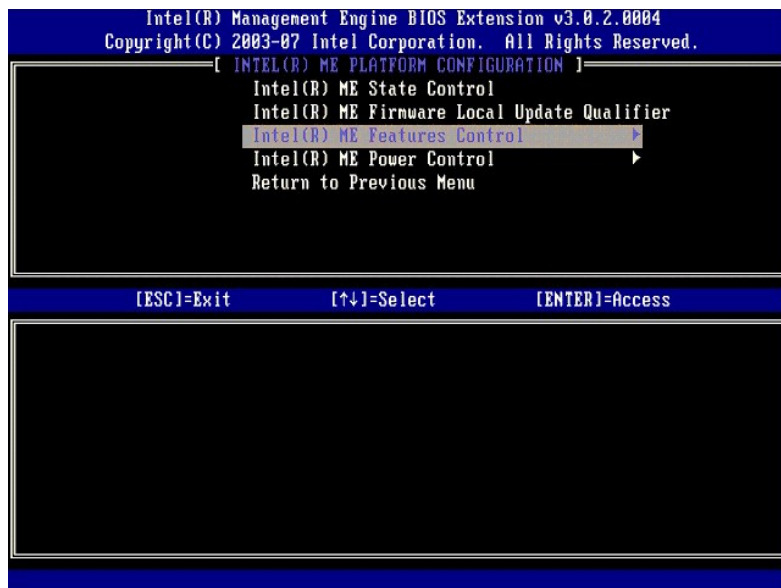 Intel(R) Management Engine BIOS Extension v3.0.2.0004
Copyright(C) 2003-07 Intel Corporation. All Rights Reserved.
[ INTEL(R) ME PLATFORM CONFIGURATION ]
Intel(R) ME State Control
Intel(R) ME Firmware Local Update Qualifier
Intel(R) ME Features Control ►
Intel(R) ME Power Control ►
Return to Previous Menu
[ESC]=Exit [↑↓]=Select [ENTER]=Access